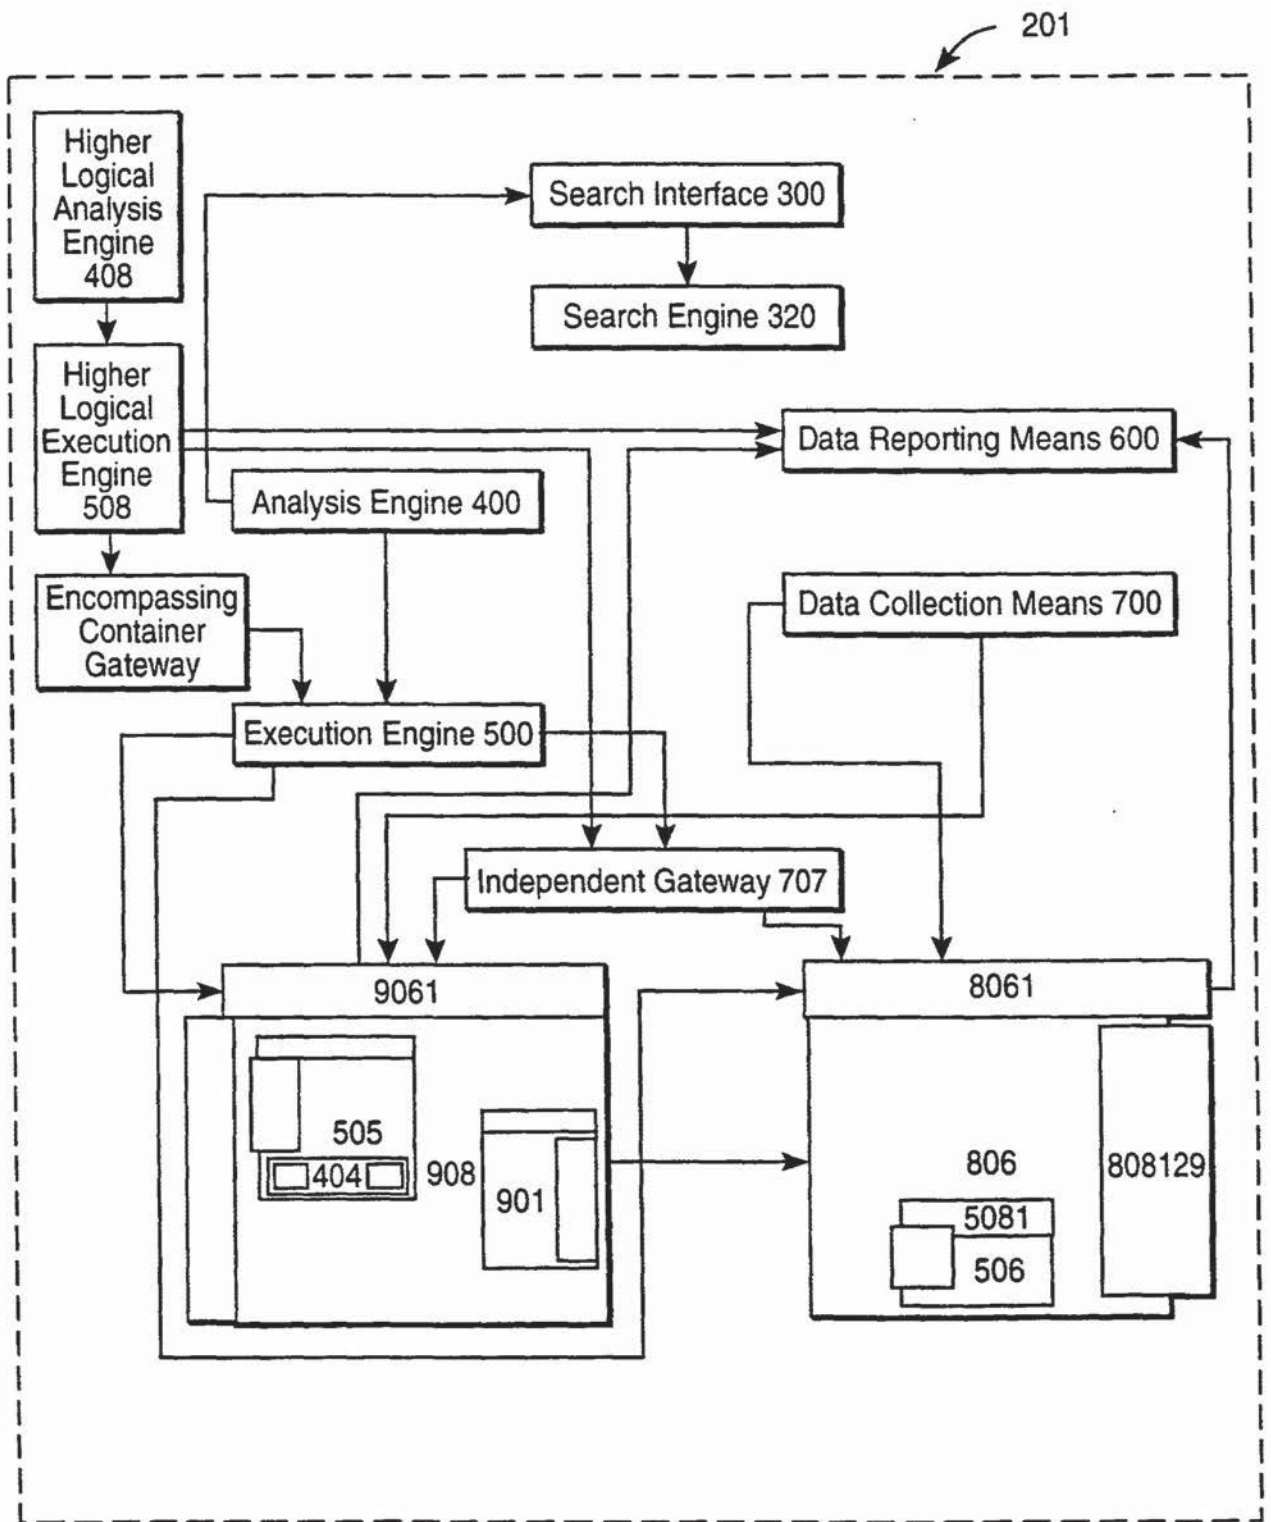 201
Higher
Logical
Analysis
Engine
408
Search Interface 300
Search Engine 320
Higher
Logical
Execution
Engine
508
Data Reporting Means 600
Analysis Engine 400
Encompassing
Container
Gateway
Data Collection Means 700
Execution Engine 500
Independent Gateway 707
9061
8061
505
404
908
901
806
808129
5081
506